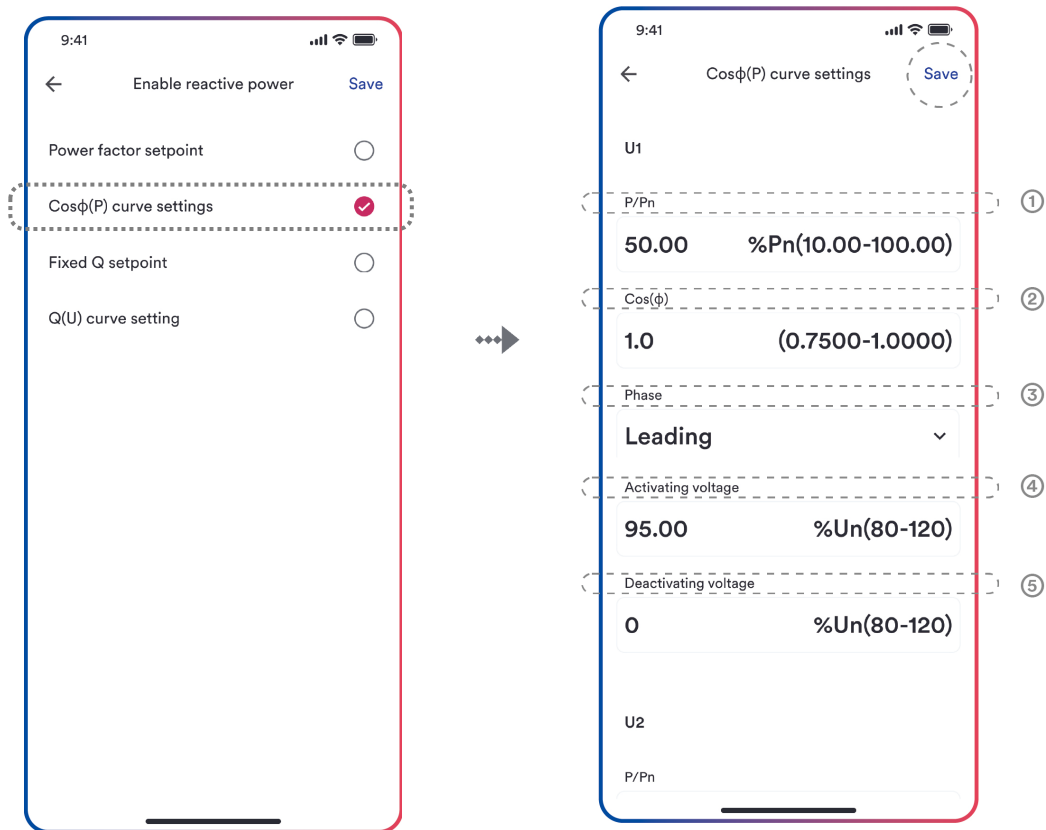 9:41
Enable reactive power Save
Power factor setpoint
Cosϕ(P) curve settings
Fixed Q setpoint
Q(U) curve setting
9:41
Cosϕ(P) curve settings Save
U1
P/Pn ①
50.00 %Pn(10.00-100.00)
Cos(ϕ) ②
1.0 (0.7500-1.0000)
Phase ③
Leading
Activating voltage ④
95.00 %Un(80-120)
Deactivating voltage ⑤
0 %Un(80-120)
U2
P/Pn